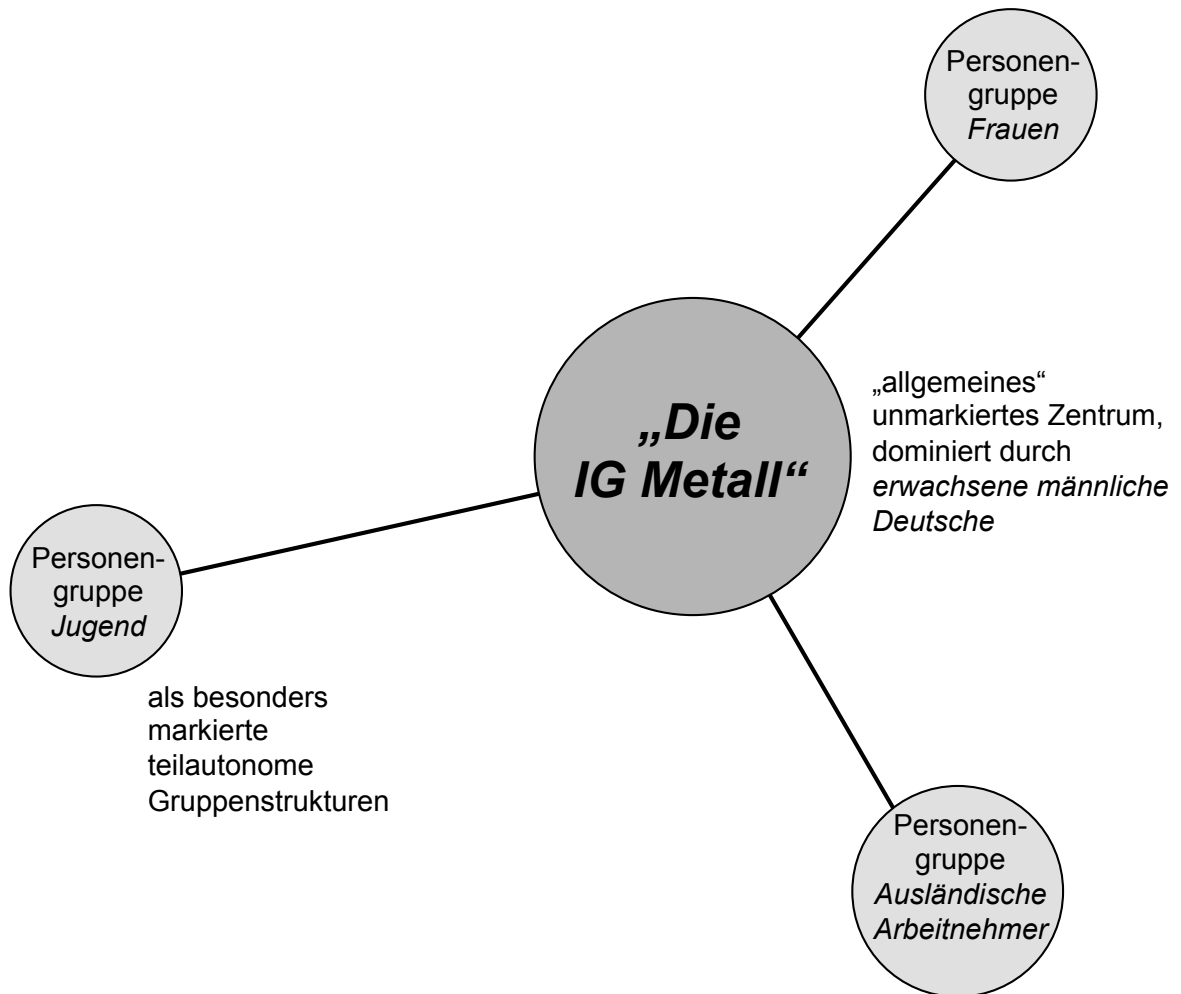 Personen-
gruppe
Frauen
„Die
IG Metall“
„allgemeines“
unmarkiertes Zentrum,
dominiert durch
erwachsene männliche
Deutsche
Personen-
gruppe
Jugend
als besonders
markierte
teilautonome
Gruppenstrukturen
Personen-
gruppe
Ausländische
Arbeitnehmer